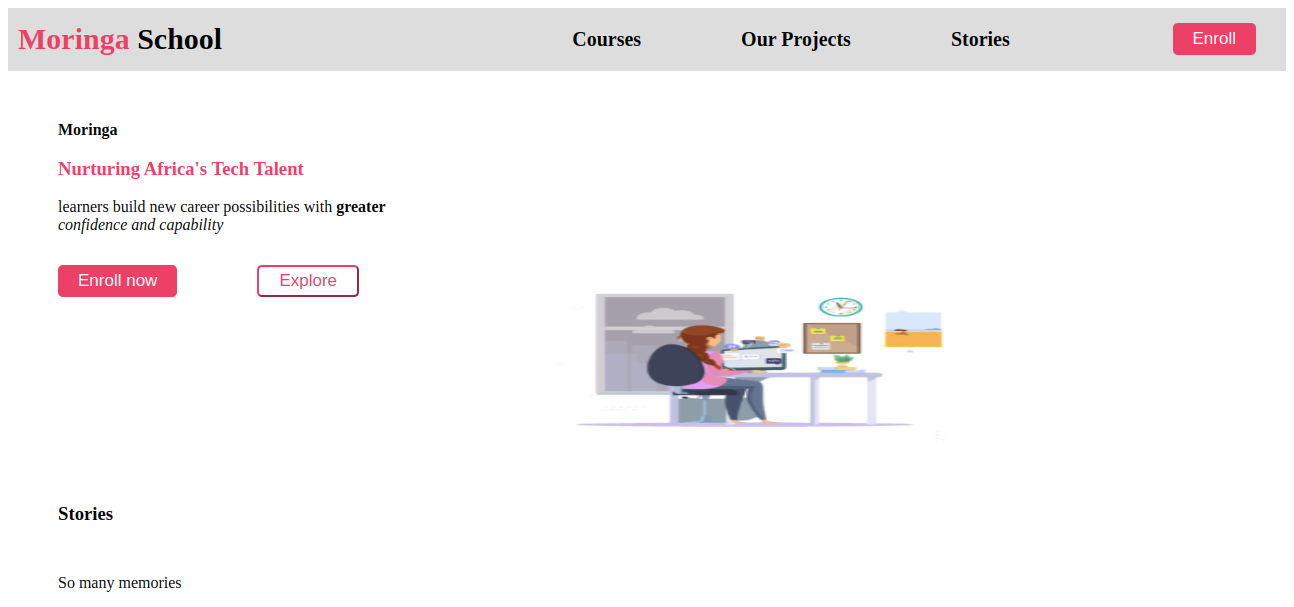 Moringa School
Courses
Our Projects
Stories
Enroll
Moringa
Nurturing Africa's Tech Talent
learners build new career possibilities with greater
confidence and capability
Enroll now
Explore
Stories
So many memories